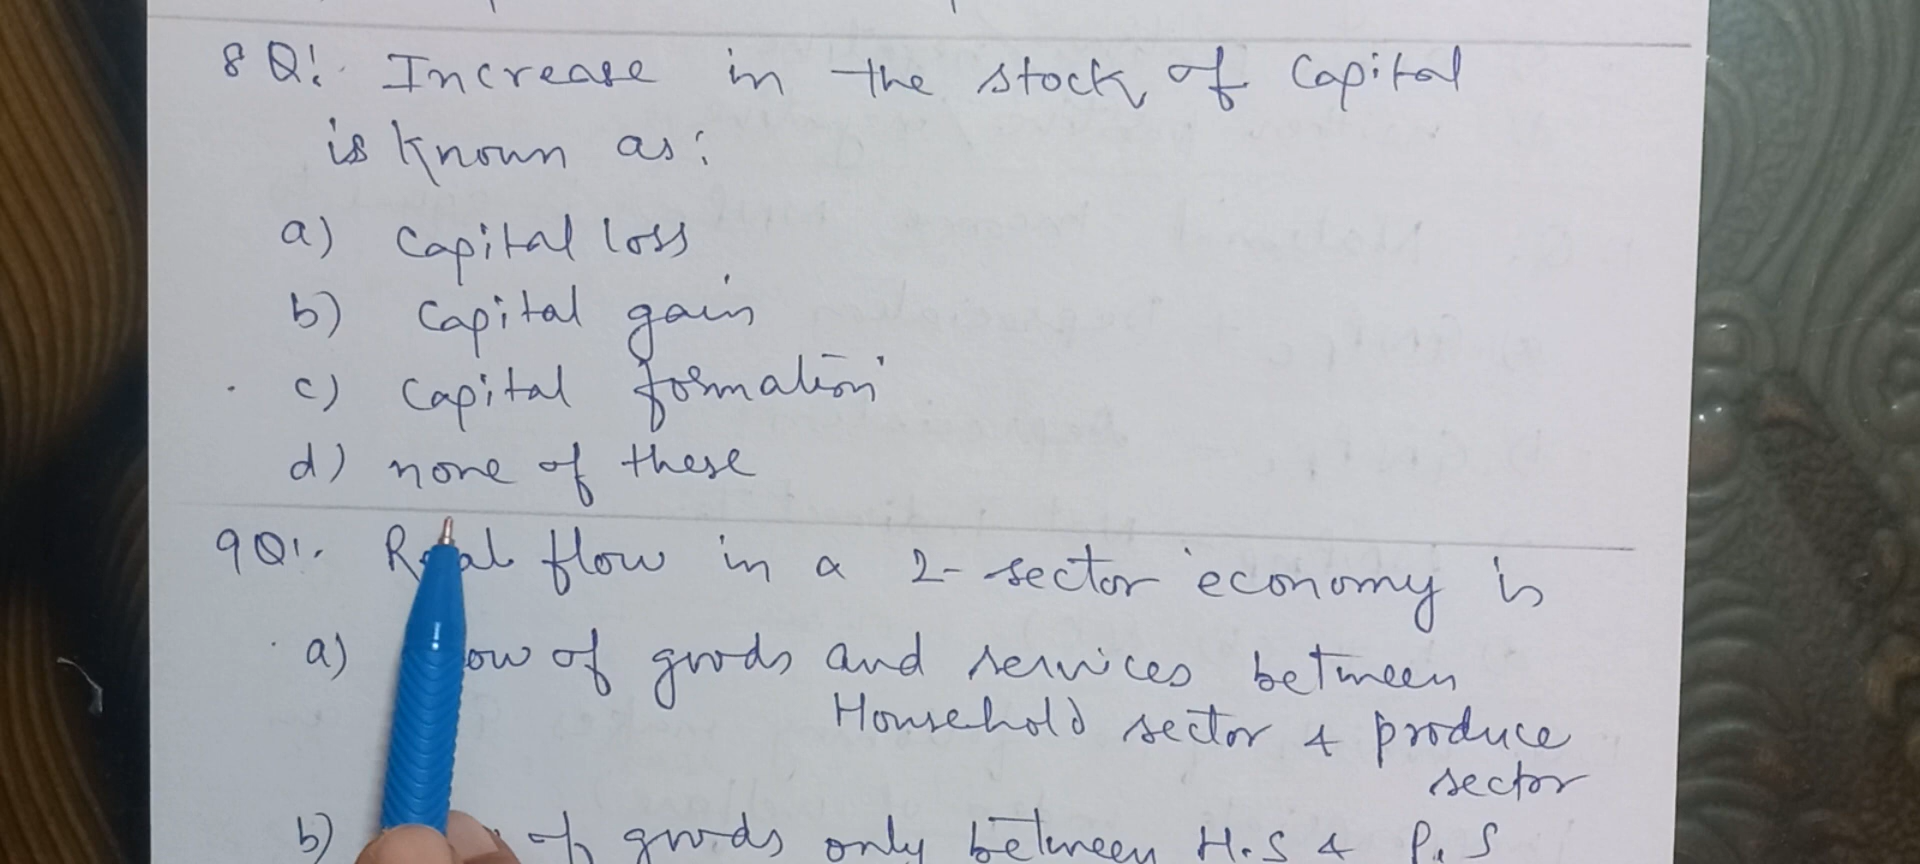 8Q:. Increase in the stock of Capital
is known as:
a) Capital loss
b) Capital gain
c) Capital formation
d) none of these
9Q:. Real flow in a 2-sector economy is
a) of goods and services between
Household sector & produce
sector
b) of goods only between H.S & P.S